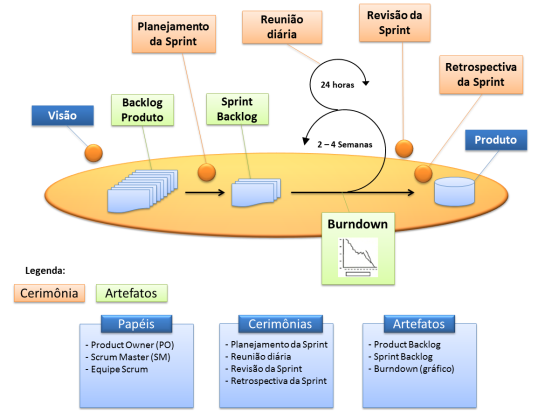 Planejamento
da Sprint
Reunião
diária
Revisão da
Sprint
Retrospectiva
da Sprint
24 horas
Visão
Backlog
Produto
Sprint
Backlog
2 – 4 Semanas
Produto
Burndown
Legenda:
Cerimônia
Artefatos
Papéis
- Product Owner (PO)
- Scrum Master (SM)
- Equipe Scrum
Cerimônias
- Planejamento da Sprint
- Reunião diária
- Revisão da Sprint
- Retrospectiva da Sprint
Artefatos
- Product Backlog
- Sprint Backlog
- Burndown (gráfico)